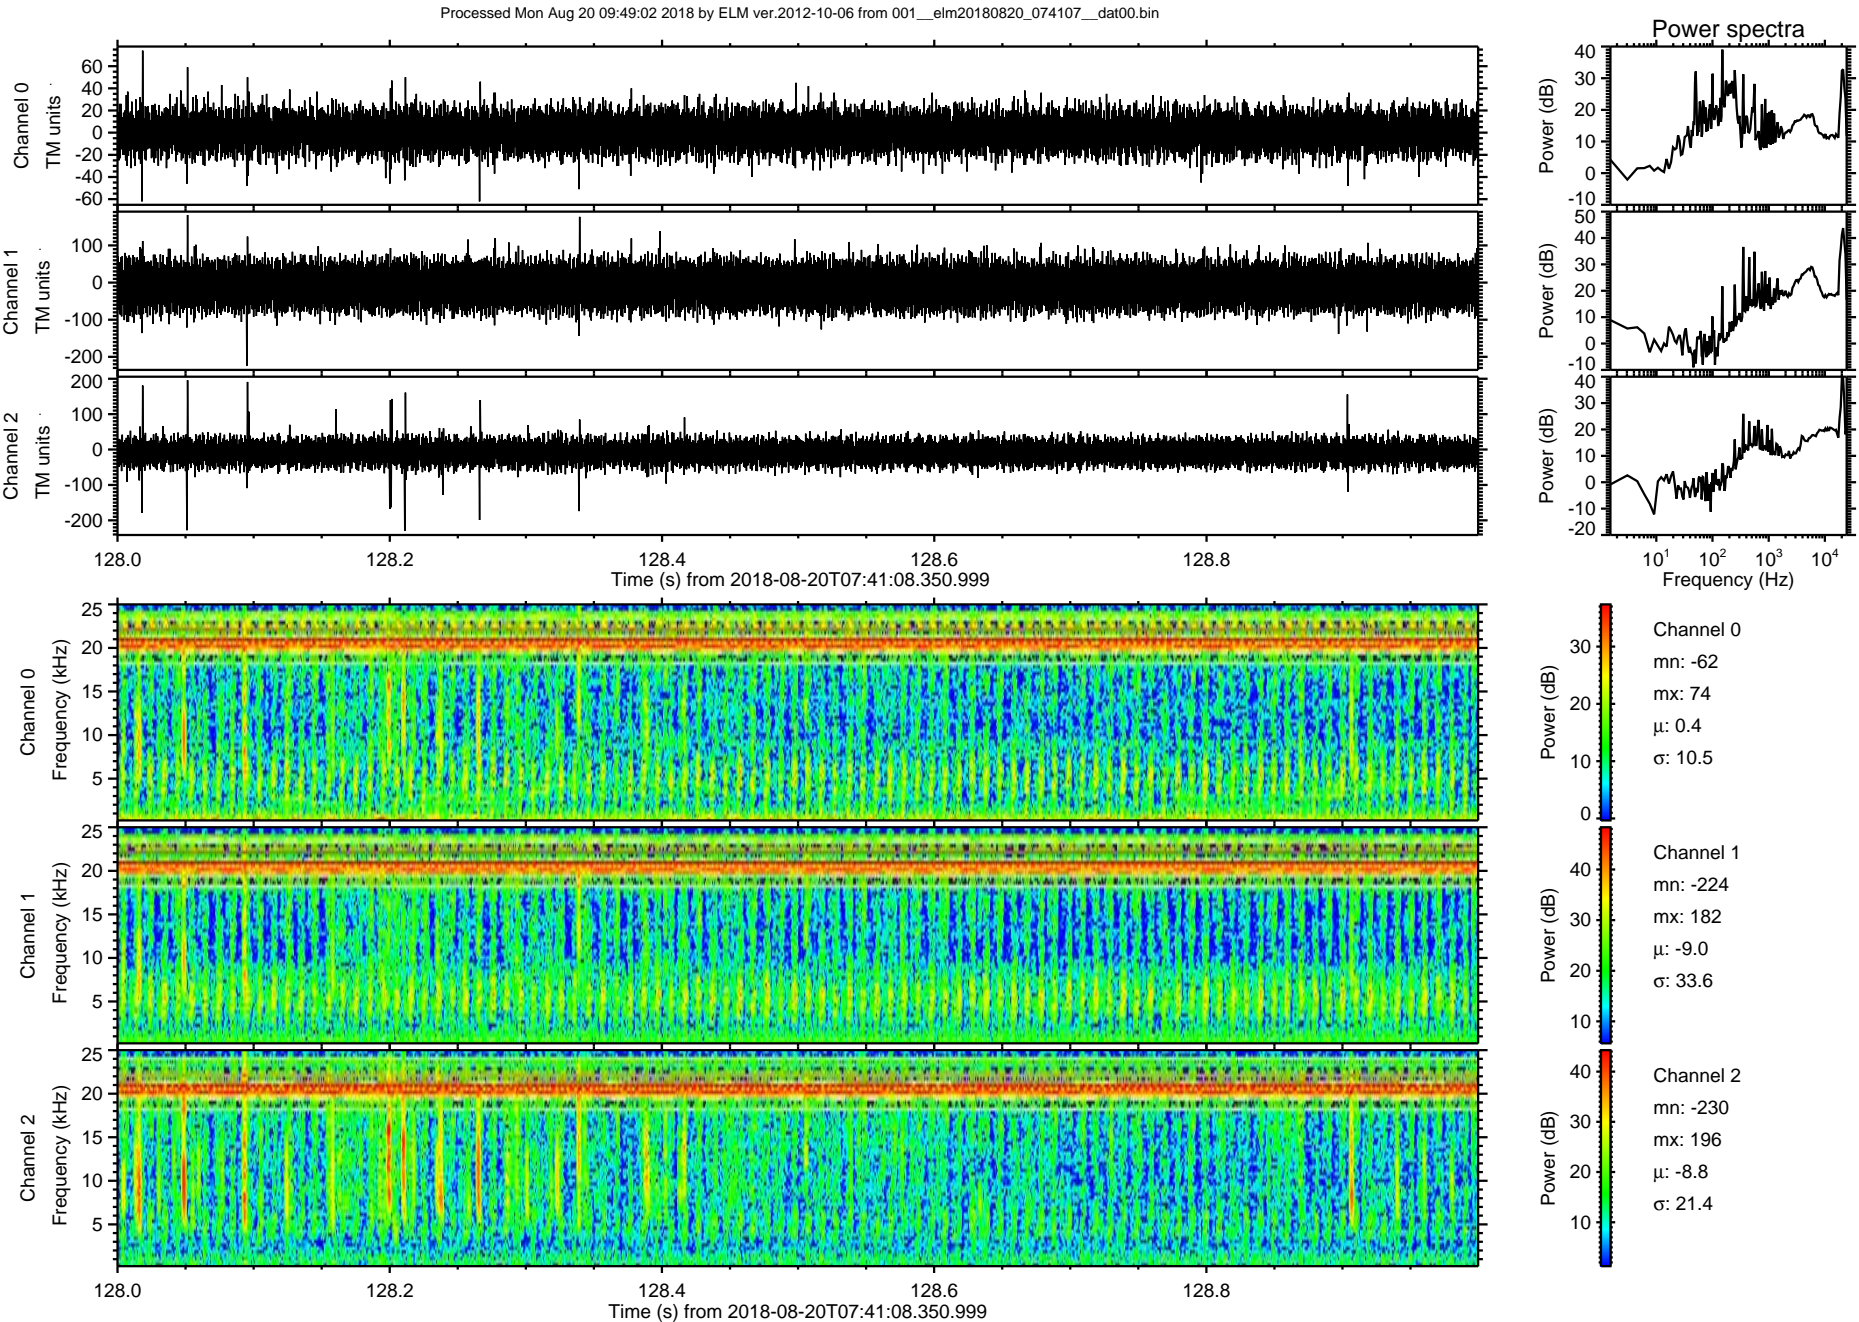 Processed Mon Aug 20 09:49:02 2018 by ELM ver.2012-10-06 from 001__elm20180820_074107__dat00.bin
Power spectra
Channel 0
TM units
60
40
20
0
-20
-40
-60
Power (dB)
40
30
20
10
0
-10
Channel 1
TM units
100
0
-100
-200
Power (dB)
50
40
30
20
10
0
-10
Channel 2
TM units
200
100
0
-100
-200
Power (dB)
40
30
20
10
0
-10
-20
128.0 128.2 128.4 128.6 128.8
Time (s) from 2018-08-20T07:41:08.350.999
10¹ 10² 10³ 10⁴
Frequency (Hz)
Channel 0
Frequency (kHz)
25
20
15
10
5
Power (dB)
30
20
10
0
Channel 0
mn: -62
mx: 74
μ: 0.4
σ: 10.5
Channel 1
Frequency (kHz)
25
20
15
10
5
Power (dB)
40
30
20
10
Channel 1
mn: -224
mx: 182
μ: -9.0
σ: 33.6
Channel 2
Frequency (kHz)
25
20
15
10
5
Power (dB)
40
30
20
10
Channel 2
mn: -230
mx: 196
μ: -8.8
σ: 21.4
128.0 128.2 128.4 128.6 128.8
Time (s) from 2018-08-20T07:41:08.350.999